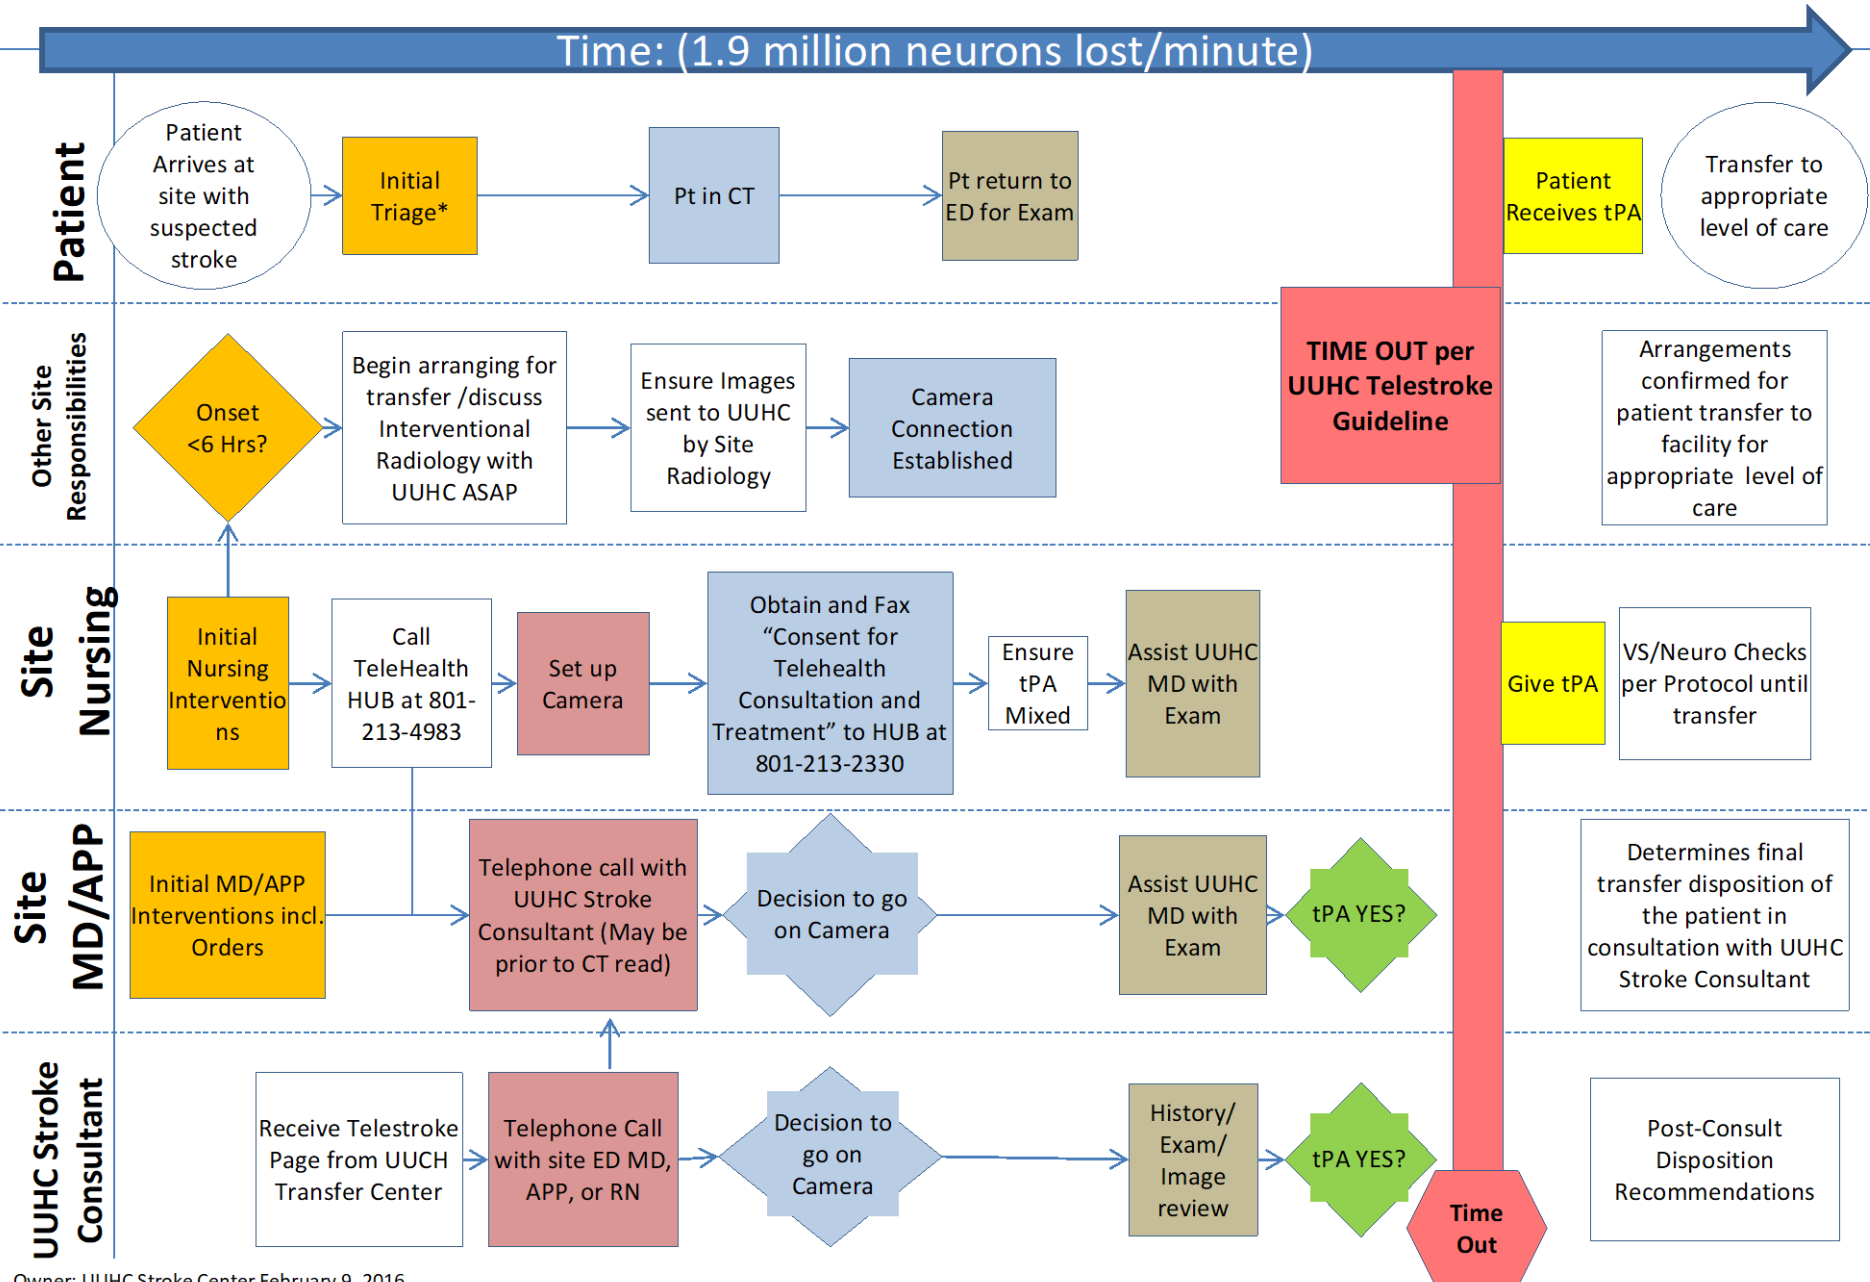 Time: (1.9 million neurons lost/minute)
Patient
Patient
Arrives at
site with
suspected
stroke
Initial
Triage*
Pt in CT
Pt return to
ED for Exam
Patient
Receives tPA
Transfer to
appropriate
level of care
Other Site
Responsibilities
Onset
<6 Hrs?
Begin arranging for
transfer /discuss
Interventional
Radiology with
UUHC ASAP
Ensure Images
sent to UUHC
by Site
Radiology
Camera
Connection
Established
TIME OUT per
UUHC Telestroke
Guideline
Arrangements
confirmed for
patient transfer to
facility for
appropriate level of
care
Site
Nursing
Initial
Nursing
Interventio
ns
Call
TeleHealth
HUB at 801-
213-4983
Set up
Camera
Obtain and Fax
“Consent for
Telehealth
Consultation and
Treatment” to HUB at
801-213-2330
Ensure
tPA
Mixed
Assist UUHC
MD with
Exam
Give tPA
VS/Neuro Checks
per Protocol until
transfer
Site
MD/APP
Initial MD/APP
Interventions incl.
Orders
Telephone call with
UUHC Stroke
Consultant (May be
prior to CT read)
Decision to go
on Camera
Assist UUHC
MD with
Exam
tPA YES?
Determines final
transfer disposition of
the patient in
consultation with UUHC
Stroke Consultant
UUHC Stroke
Consultant
Receive Telestroke
Page from UUCH
Transfer Center
Telephone Call
with site ED MD,
APP, or RN
Decision to
go on
Camera
History/
Exam/
Image
review
tPA YES?
Time
Out
Post-Consult
Disposition
Recommendations
Owner: UUHC Stroke Center February 9, 2016